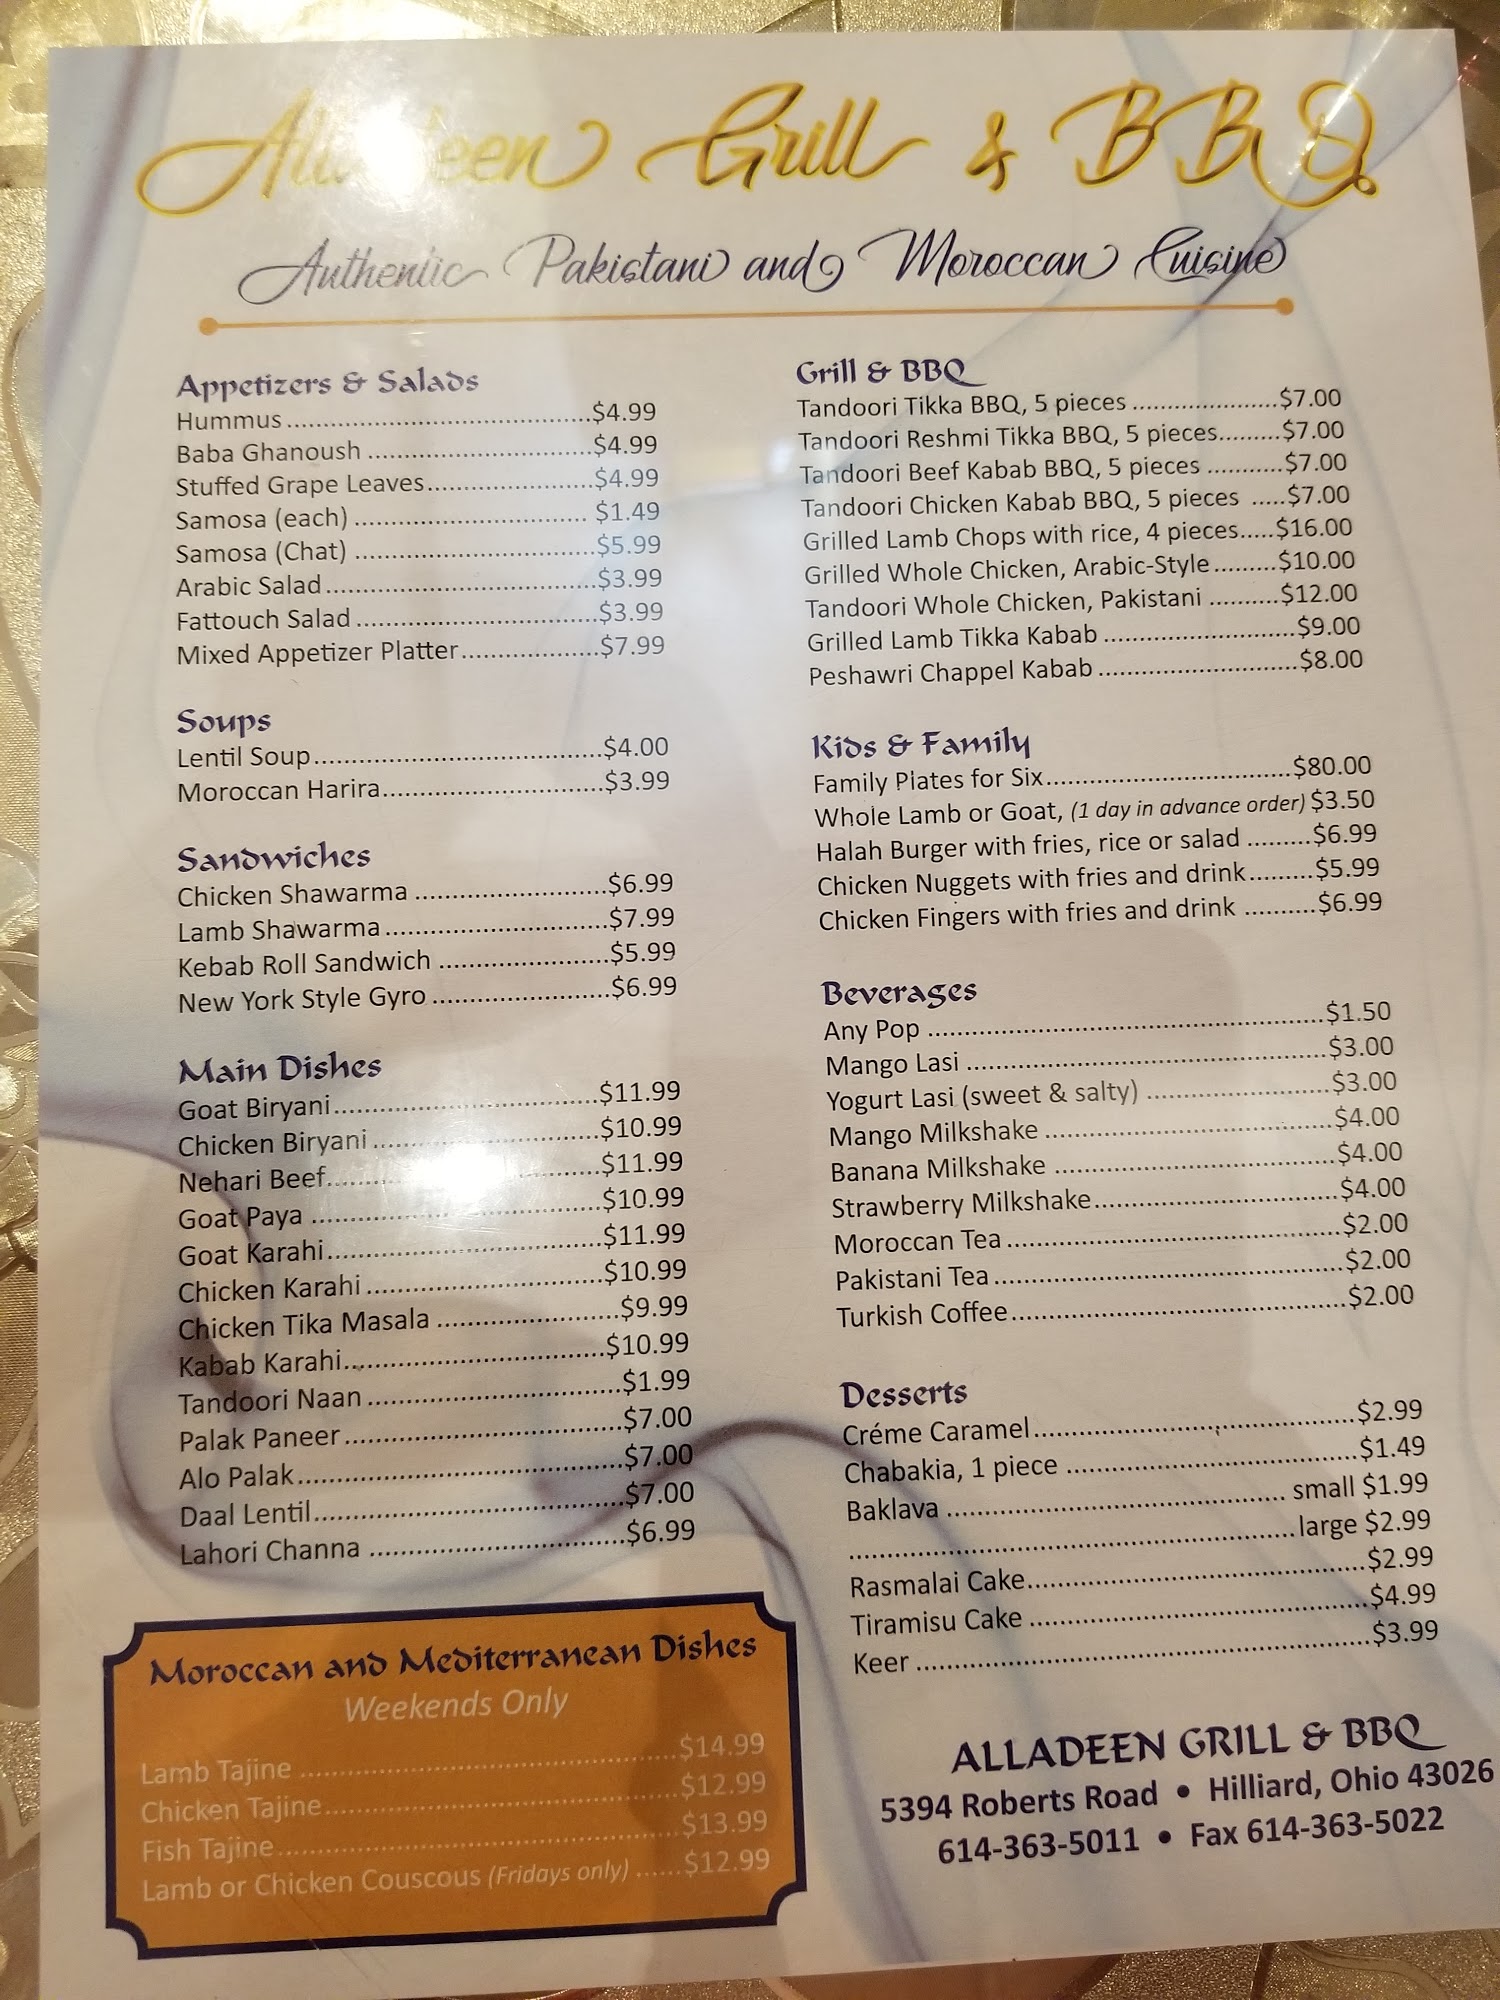 Alladeen Grill & BBQ
Authentic Pakistani and Moroccan Cuisine
Appetizers & Salads
Hummus.....$4.99
Baba Ghanoush.....$4.99
Stuffed Grape Leaves.....$4.99
Samosa (each)..... $1.49
Samosa (Chat).....$5.99
Arabic Salad.....$3.99
Fattouch Salad.....$3.99
Mixed Appetizer Platter.....$7.99
Soups
Lentil Soup.....$4.00
Moroccan Harira.....$3.99
Sandwiches
Chicken Shawarma.....$6.99
Lamb Shawarma.....$7.99
Kebab Roll Sandwich.....$5.99
New York Style Gyro.....$6.99
Main Dishes
Goat Biryani.....$11.99
Chicken Biryani.....$10.99
Nehari Beef.....$11.99
Goat Paya.....$10.99
Goat Karahi.....$11.99
Chicken Karahi.....$10.99
Chicken Tika Masala.....$9.99
Kabab Karahi.....$10.99
Tandoori Naan.....$1.99
Palak Paneer.....$7.00
Alo Palak.....$7.00
Daal Lentil.....$7.00
Lahori Channa.....$6.99
Moroccan and Mediterranean Dishes
Weekends Only
Lamb Tajine.....$14.99
Chicken Tajine.....$12.99
Fish Tajine.....$13.99
Lamb or Chicken Couscous (Fridays only).....$12.99
Grill & BBQ
Tandoori Tikka BBQ, 5 pieces.....$7.00
Tandoori Reshmi Tikka BBQ, 5 pieces.....$7.00
Tandoori Beef Kabab BBQ, 5 pieces.....$7.00
Tandoori Chicken Kabab BBQ, 5 pieces.....$7.00
Grilled Lamb Chops with rice, 4 pieces.....$16.00
Grilled Whole Chicken, Arabic-Style.....$10.00
Tandoori Whole Chicken, Pakistani.....$12.00
Grilled Lamb Tikka Kabab.....$9.00
Peshawri Chappel Kabab.....$8.00
Kids & Family
Family Plates for Six.....$80.00
Whole Lamb or Goat, (1 day in advance order) $3.50
Halah Burger with fries, rice or salad.....$6.99
Chicken Nuggets with fries and drink.....$5.99
Chicken Fingers with fries and drink.....$6.99
Beverages
Any Pop.....$1.50
Mango Lasi.....$3.00
Yogurt Lasi (sweet & salty).....$3.00
Mango Milkshake.....$4.00
Banana Milkshake.....$4.00
Strawberry Milkshake.....$4.00
Moroccan Tea.....$2.00
Pakistani Tea.....$2.00
Turkish Coffee.....$2.00
Desserts
Créme Caramel.....$2.99
Chabakia, 1 piece.....$1.49
Baklava..... small $1.99
.....large $2.99
Rasmalai Cake.....$2.99
Tiramisu Cake.....$4.99
Keer.....$3.99
ALLADEEN GRILL & BBQ
5394 Roberts Road • Hilliard, Ohio 43026
614-363-5011 • Fax 614-363-5022